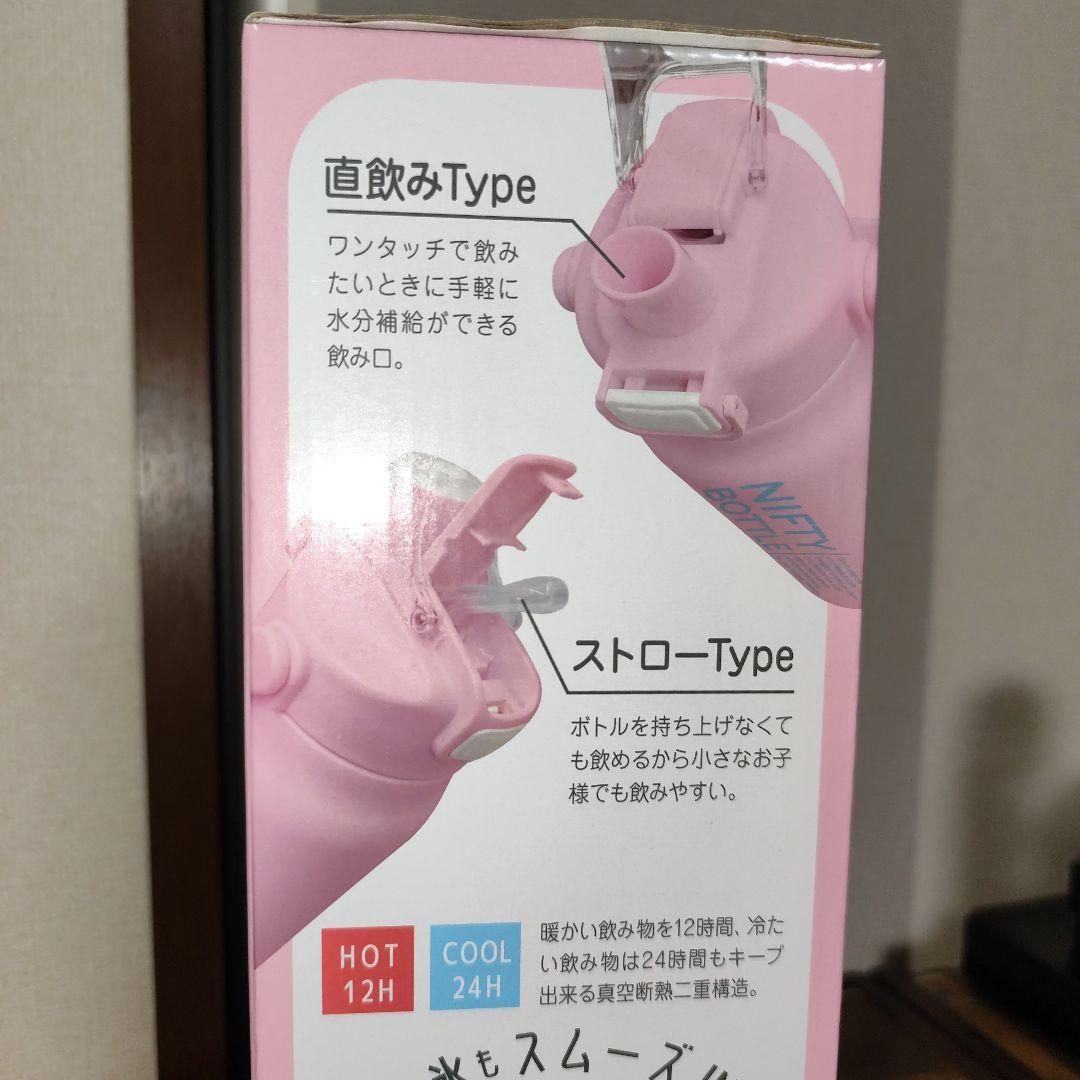 直飲みType
ワンタッチで飲み
たいときに手軽に
水分補給ができる
飲み口。
NIFTY
BOTTLE
ストローType
ボトルを持ち上げなくて
も飲めるから小さなお子
様でも飲みやすい。
HOT
12H
COOL
24H
暖かい飲み物を12時間、冷た
い飲み物は24時間もキープ
出来る真空断熱二重構造。
氷もスムーズ